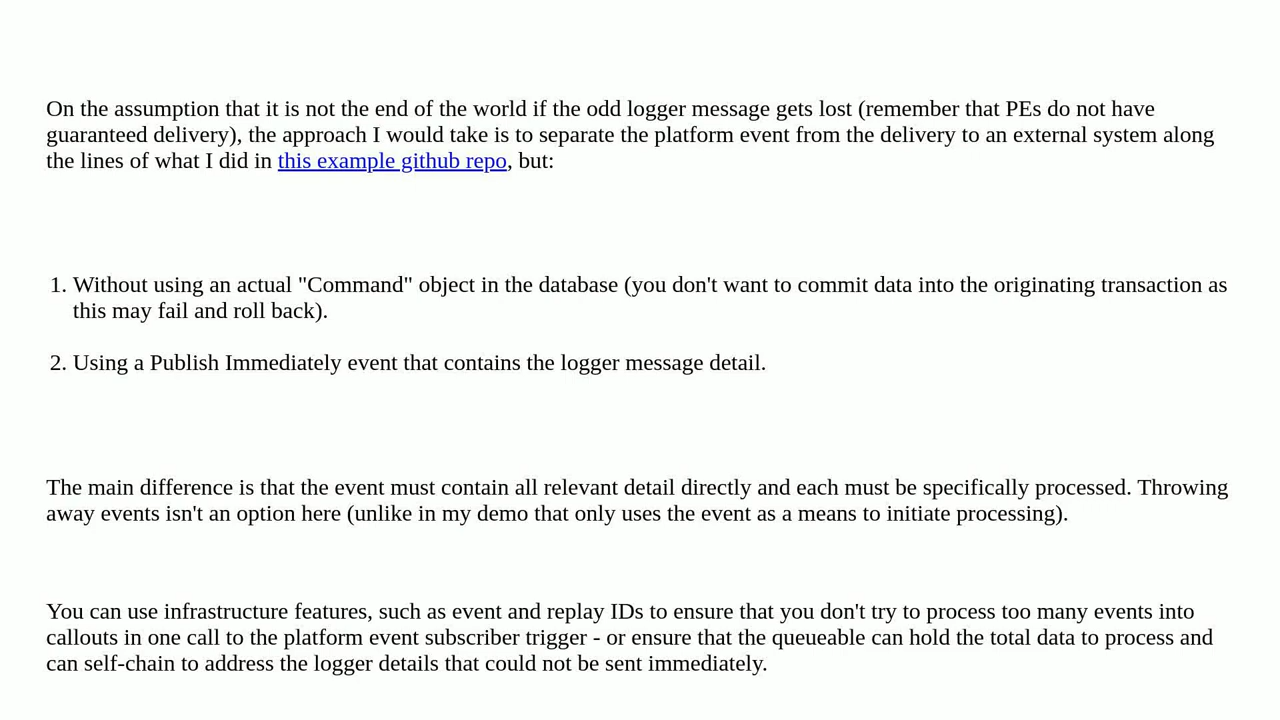 On the assumption that it is not the end of the world if the odd logger message gets lost (remember that PEs do not have
guaranteed delivery), the approach I would take is to separate the platform event from the delivery to an external system along
the lines of what I did in this example github repo, but:
1. Without using an actual "Command" object in the database (you don't want to commit data into the originating transaction as
this may fail and roll back).
2. Using a Publish Immediately event that contains the logger message detail.
The main difference is that the event must contain all relevant detail directly and each must be specifically processed. Throwing
away events isn't an option here (unlike in my demo that only uses the event as a means to initiate processing).
You can use infrastructure features, such as event and replay IDs to ensure that you don't try to process too many events into
callouts in one call to the platform event subscriber trigger - or ensure that the queueable can hold the total data to process and
can self-chain to address the logger details that could not be sent immediately.